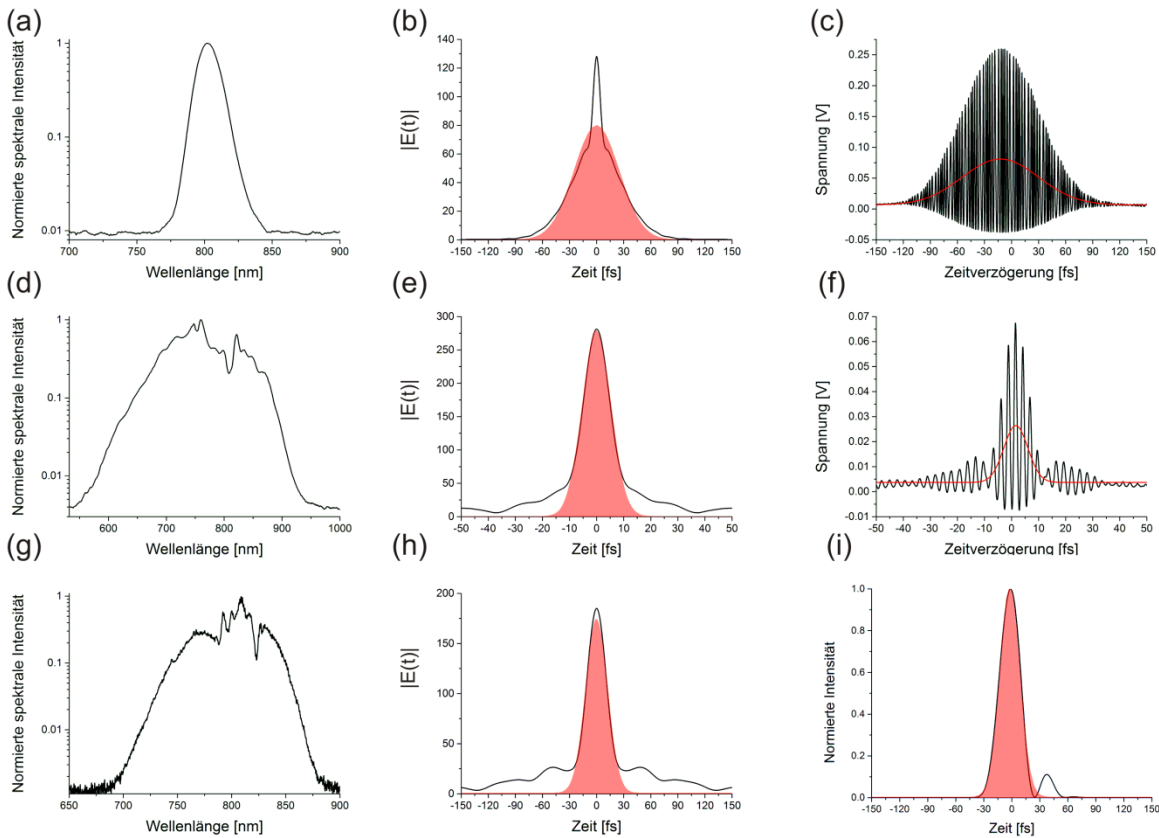 (a)
Normierte spektrale Intensität
1
0.1
0.01
700 750 800 850 900
Wellenlänge [nm]
(b)
|E(t)|
140
120
100
80
60
40
20
0
-150 -120 -90 -60 -30 0 30 60 90 120 150
Zeit [fs]
(c)
Spannung [V]
0.25
0.20
0.15
0.10
0.05
0.00
-0.05
-150 -120 -90 -60 -30 0 30 60 90 120 150
Zeitverzögerung [fs]
(d)
Normierte spektrale Intensität
1
0.1
0.01
600 700 800 900 1000
Wellenlänge [nm]
(e)
|E(t)|
300
250
200
150
100
50
0
-50 -40 -30 -20 -10 0 10 20 30 40 50
Zeit [fs]
(f)
Spannung [V]
0.07
0.06
0.05
0.04
0.03
0.02
0.01
0.00
-0.01
-50 -40 -30 -20 -10 0 10 20 30 40 50
Zeitverzögerung [fs]
(g)
Normierte spektrale Intensität
1
0.1
0.01
650 700 750 800 850 900
Wellenlänge [nm]
(h)
|E(t)|
200
150
100
50
0
-150 -120 -90 -60 -30 0 30 60 90 120 150
Zeit [fs]
(i)
Normierte Intensität
1.0
0.8
0.6
0.4
0.2
0.0
-150 -120 -90 -60 -30 0 30 60 90 120 150
Zeit [fs]